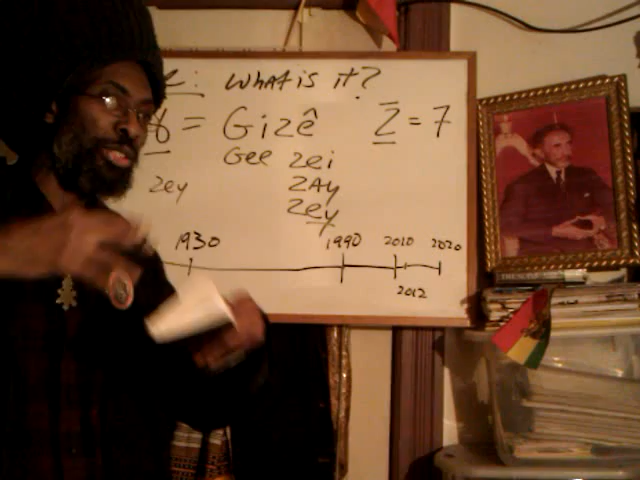 : What is it?
= Gizê Z = 7
Gee zei
zey ZAy
zey
1930 1990 2010 2020
2012